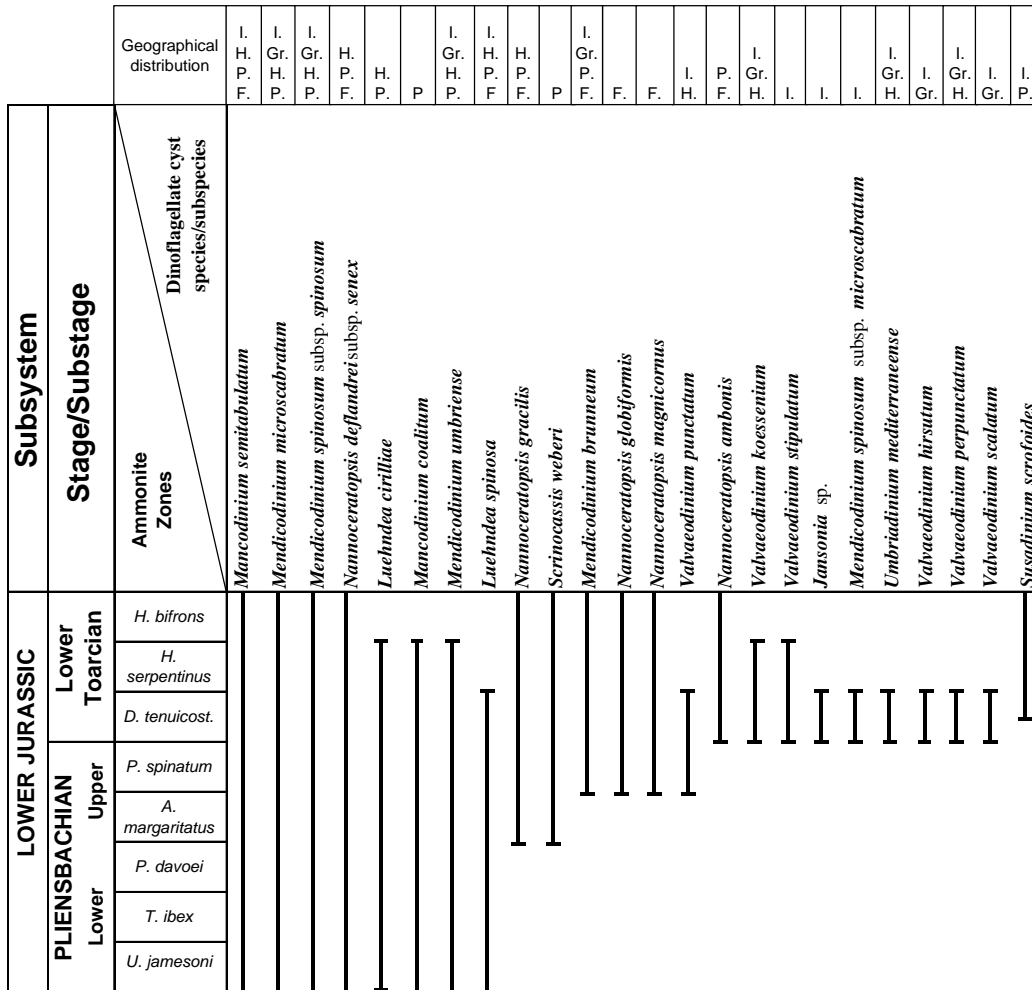 Geographical
distribution
I.
H.
P.
F.
I.
Gr.
H.
P.
I.
Gr.
H.
P.
H.
P.
F.
H.
P.
P
I.
Gr.
H.
P.
I.
H.
P.
F
H.
P.
F.
P
I.
Gr.
P.
F.
F.
F.
I.
H.
P.
F.
I.
Gr.
H.
I.
I.
I.
I.
Gr.
H.
I.
Gr.
I.
Gr.
H.
I.
Gr.
I.
P.
Subsystem
Stage/Substage
Dinoflagellate cyst
species/subspecies
Ammonite
Zones
Mancodinium semitabulatum
Mendicodinium microscabratum
Mendicodinium spinosum subsp. spinosum
Nannoceratopsis deflandrei subsp. senex
Luehndea cirilliae
Mancodinium coalitum
Mendicodinium umbriense
Luehndea spinosa
Nannoceratopsis gracilis
Scrinocassis weberi
Mendicodinium brunneum
Nannoceratopsis globiformis
Nannoceratopsis magnicornus
Valvaeodinium punctatum
Nannoceratopsis ambonis
Valvaeodinium koessenium
Valvaeodinium stipulatum
Jansonia sp.
Mendicodinium spinosum subsp. microscabratum
Umbriadinium mediterraneense
Valvaeodinium hirsutum
Valvaeodinium perpunctatum
Valvaeodinium scalatum
Susadinium scrofoides
LOWER JURASSIC
Lower
Toarcian
H. bifrons
H.
serpentinus
D. tenuicost.
PLIENSBACHIAN
Upper
P. spinatum
A.
margaritatus
Lower
P. davoei
T. ibex
U. jamesoni